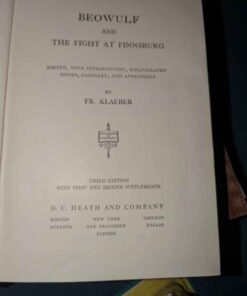 BEOWULF
AND
THE FIGHT AT FINNSBURG
EDITED, WITH INTRODUCTION, BIBLIOGRAPHY
NOTES, GLOSSARY, AND APPENDICES
BY
FR. KLAEBER
THIRD EDITION
WITH FIRST AND SECOND SUPPLEMENTS
D. C. HEATH AND COMPANY
BOSTON NEW YORK CHICAGO
ATLANTA SAN FRANCISCO DALLAS
LONDON